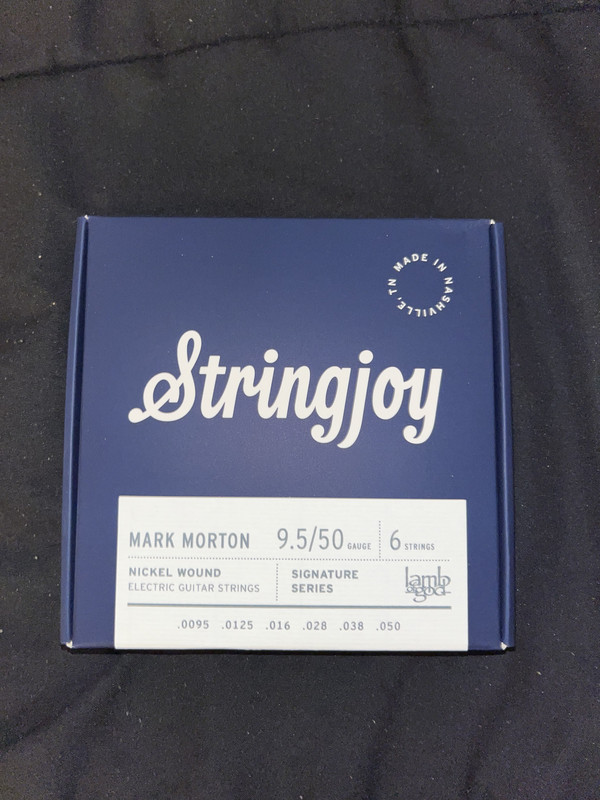 MADE IN NASHVILLE, TN
Stringjoy
MARK MORTON 9.5/50 GAUGE 6 STRINGS
NICKEL WOUND
ELECTRIC GUITAR STRINGS
SIGNATURE
SERIES
lamb
of god
.0095 .0125 .016 .028 .038 .050